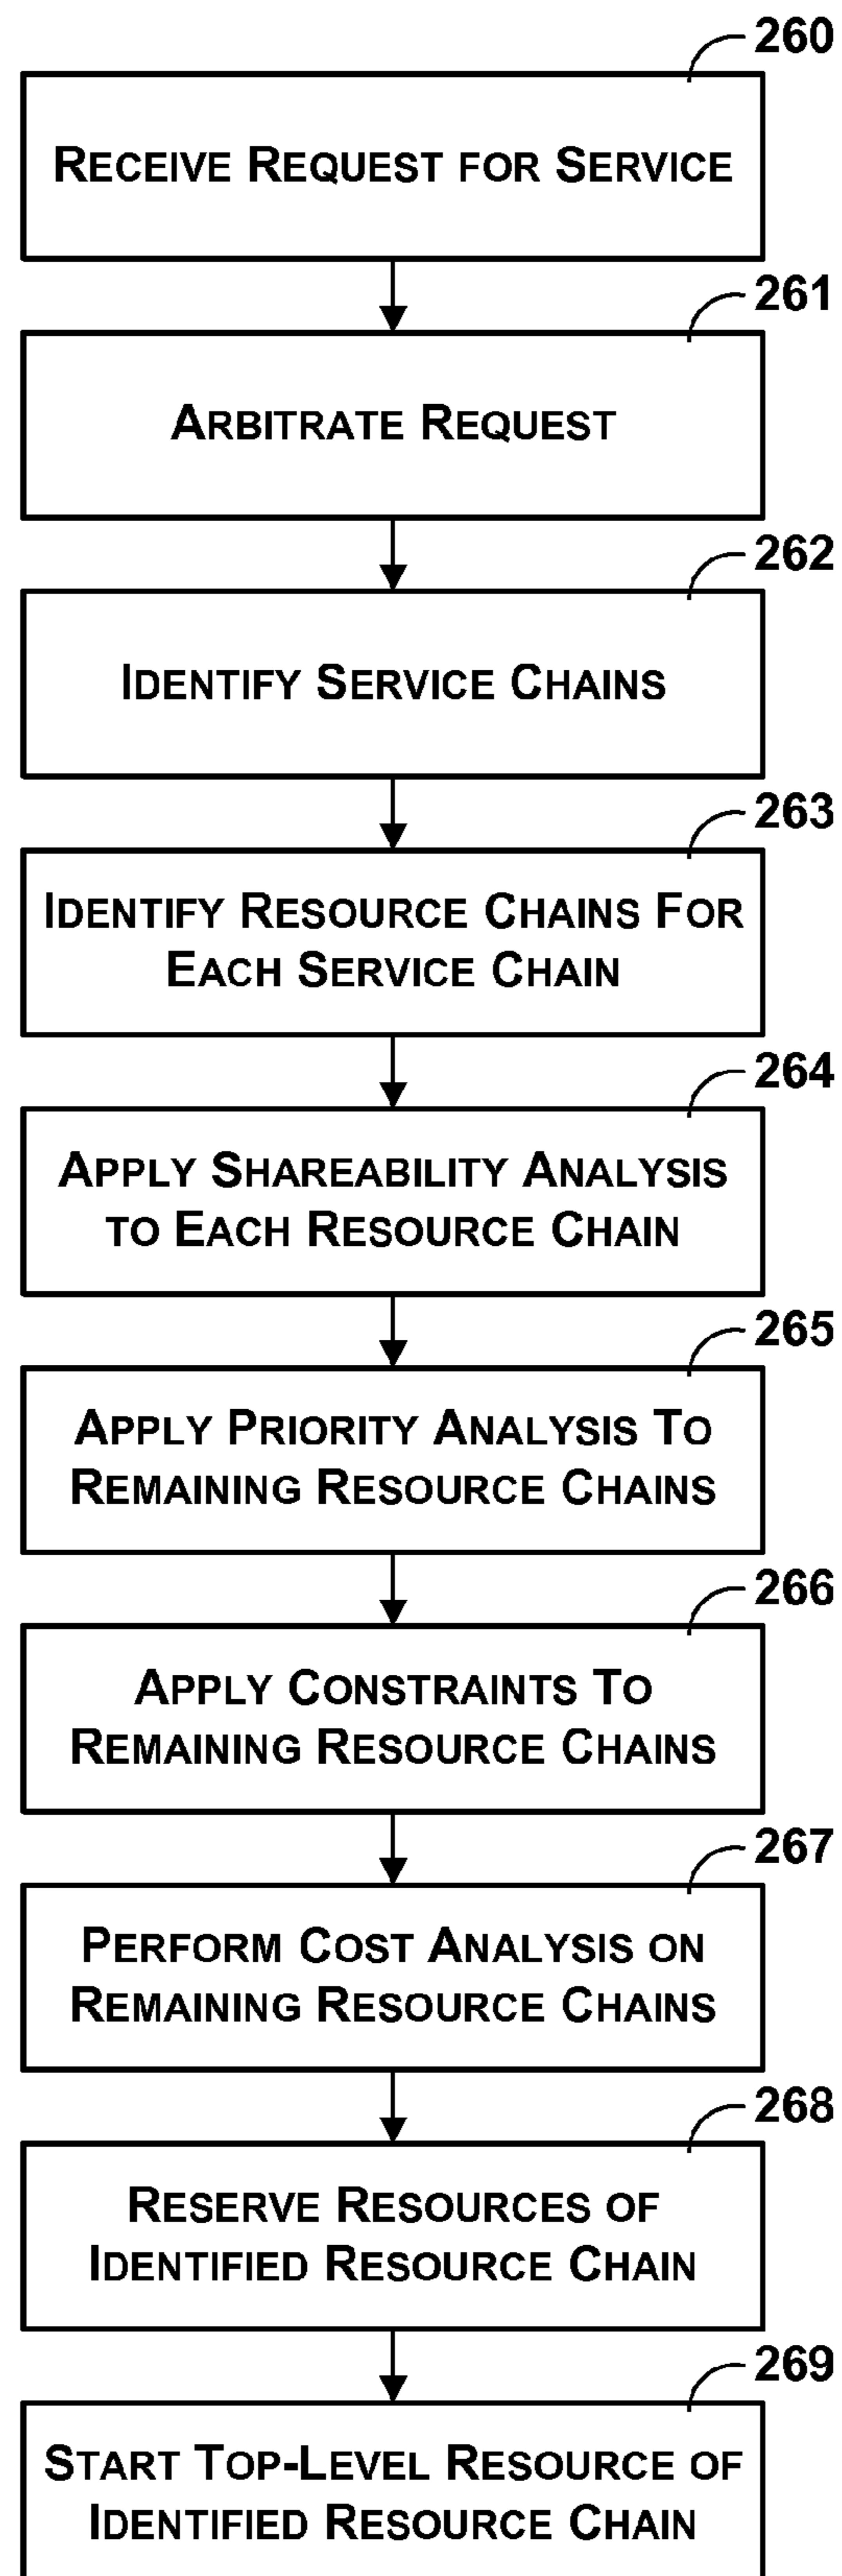 260
RECEIVE REQUEST FOR SERVICE
261
ARBITRATE REQUEST
262
IDENTIFY SERVICE CHAINS
263
IDENTIFY RESOURCE CHAINS FOR
EACH SERVICE CHAIN
264
APPLY SHAREABILITY ANALYSIS
TO EACH RESOURCE CHAIN
265
APPLY PRIORITY ANALYSIS TO
REMAINING RESOURCE CHAINS
266
APPLY CONSTRAINTS TO
REMAINING RESOURCE CHAINS
267
PERFORM COST ANALYSIS ON
REMAINING RESOURCE CHAINS
268
RESERVE RESOURCES OF
IDENTIFIED RESOURCE CHAIN
269
START TOP-LEVEL RESOURCE OF
IDENTIFIED RESOURCE CHAIN